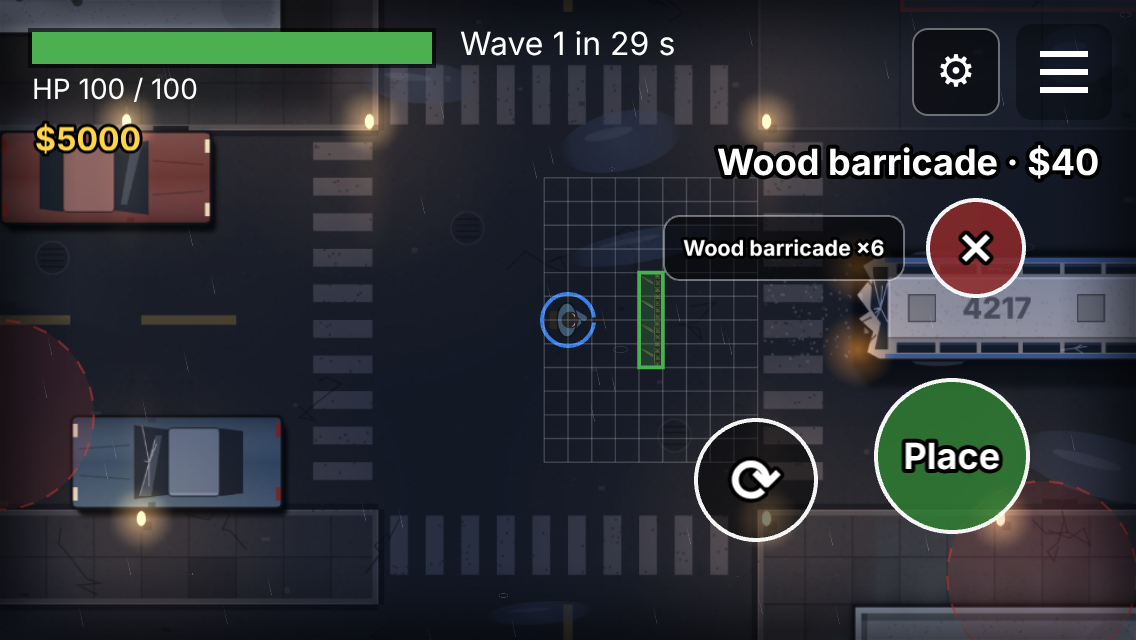 Wave 1 in 29 s
HP 100 / 100
$5000
Wood barricade · $40
Wood barricade ×6
4217
Place